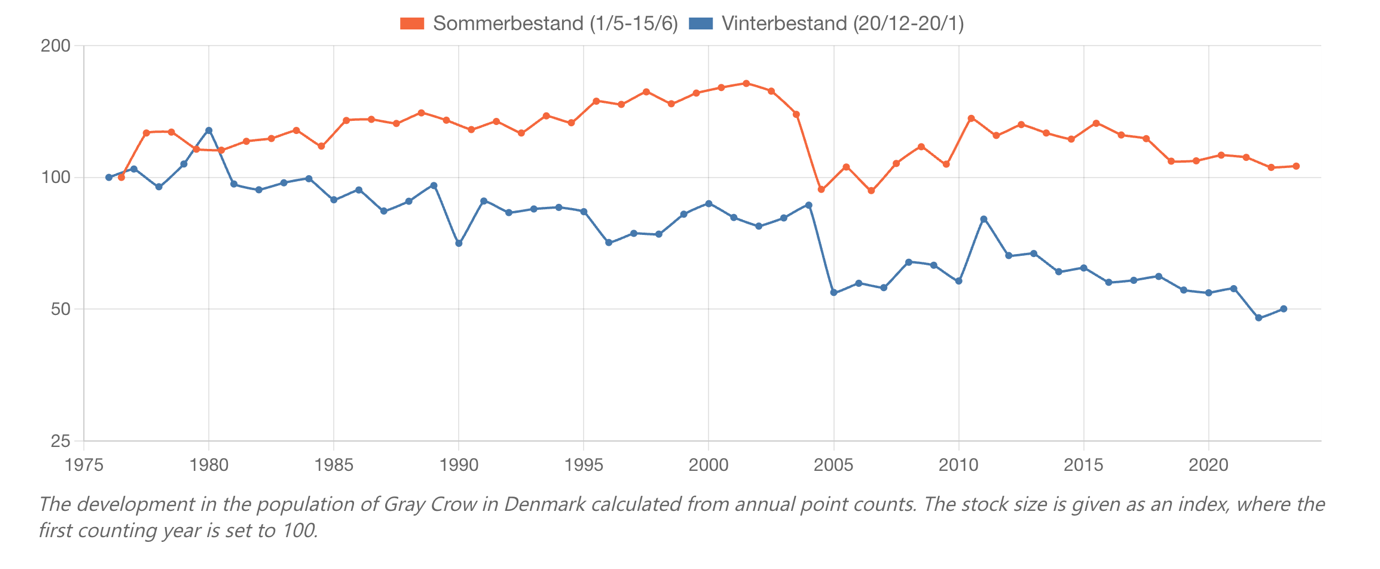 Sommerbestand (1/5-15/6) Vinterbestand (20/12-20/1)
200
100
50
25
1975 1980 1985 1990 1995 2000 2005 2010 2015 2020
The development in the population of Gray Crow in Denmark calculated from annual point counts. The stock size is given as an index, where the
first counting year is set to 100.